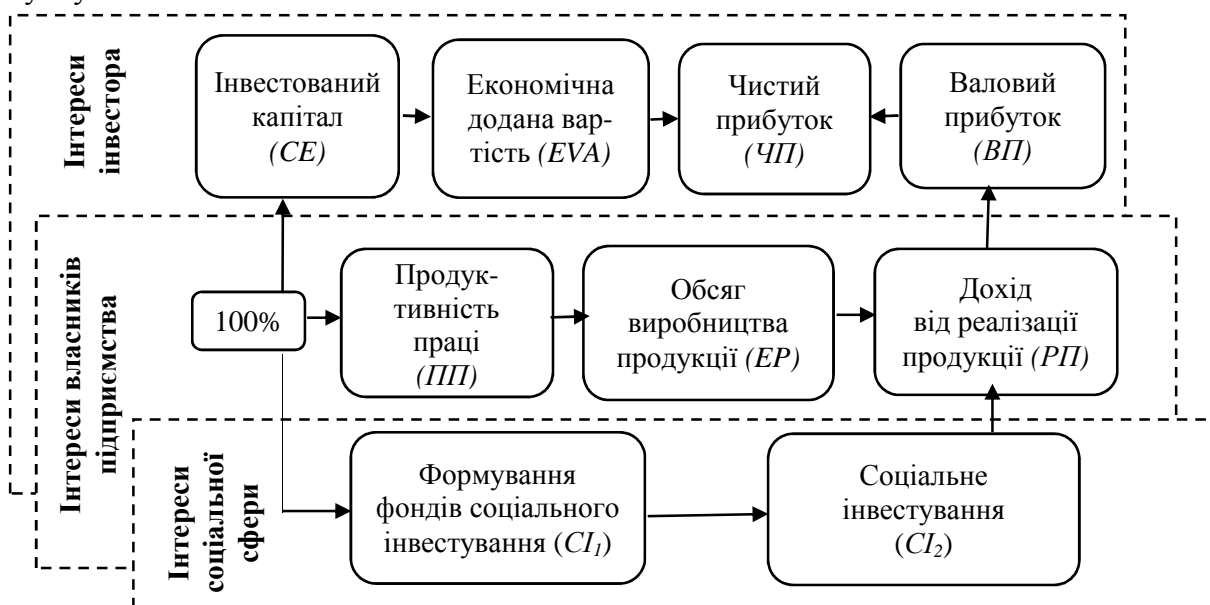 Інтереси
інвестора
Інвестований
капітал
(CE)
Економічна
додана вар-
тість (EVA)
Чистий
прибуток
(ЧП)
Валовий
прибуток
(ВП)
Інтереси власників
підприємства
100%
Продук-
тивність
праці
(ПП)
Обсяг
виробництва
продукції (EP)
Дохід
від реалізації
продукції (РП)
Інтереси
соціальної
сфери
Формування
фондів соціального
інвестування (CI₁)
Соціальне
інвестування
(CI₂)